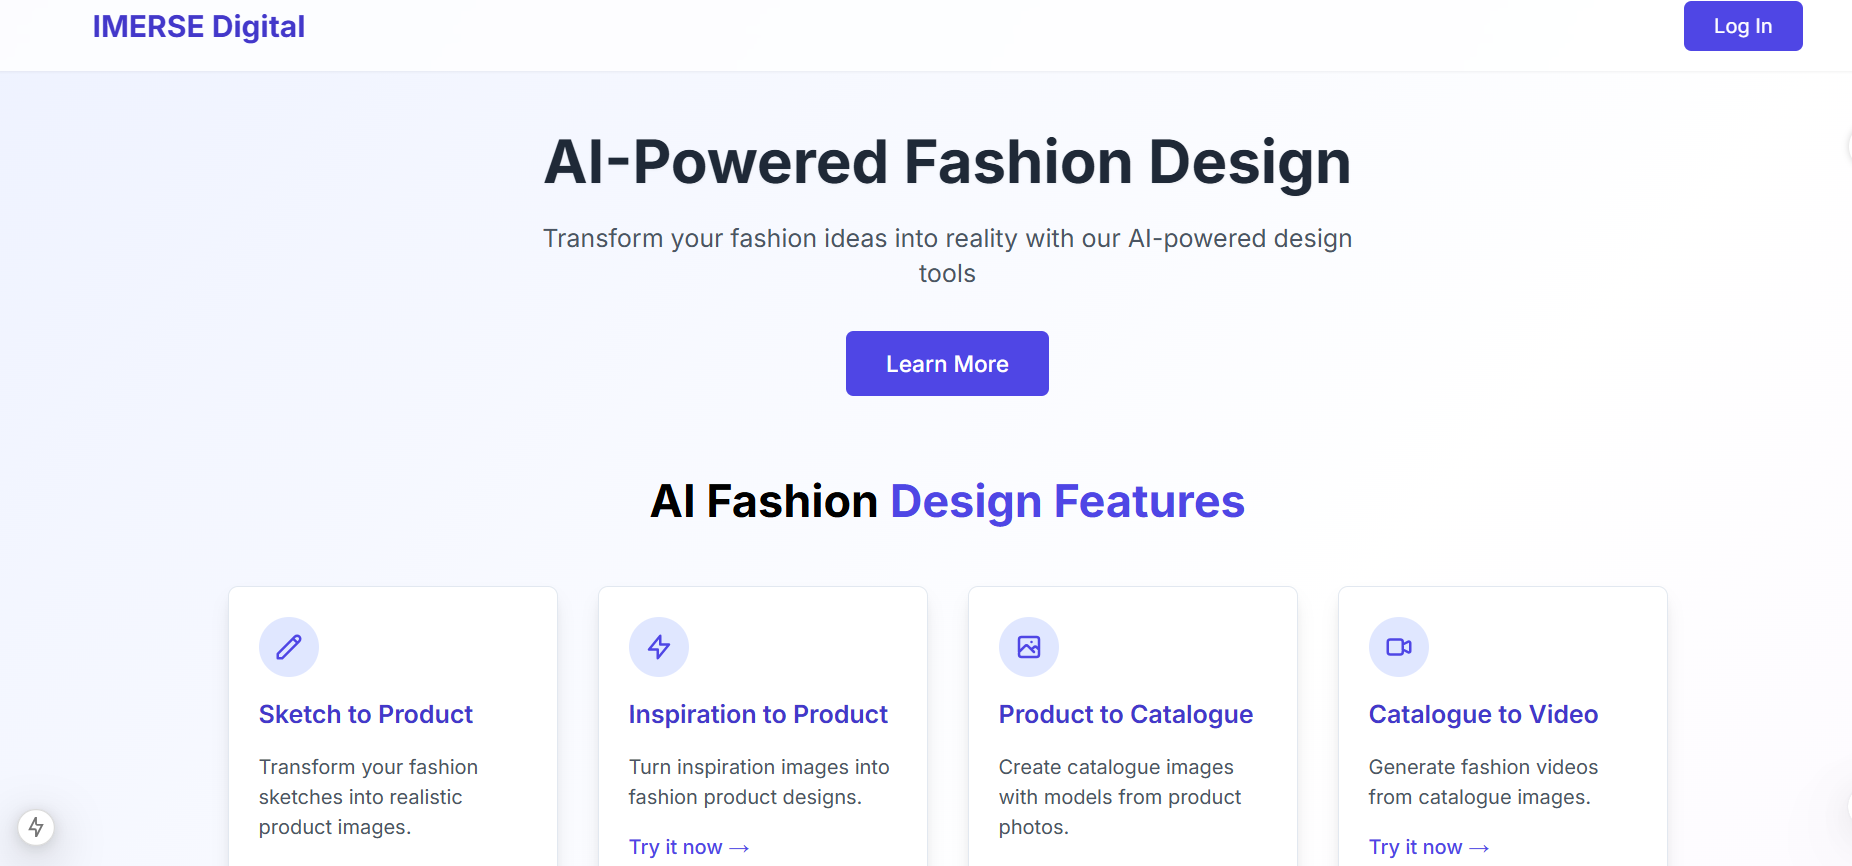 IMERSE Digital
Log In
AI-Powered Fashion Design
Transform your fashion ideas into reality with our AI-powered design
tools
Learn More
AI Fashion Design Features
Sketch to Product
Transform your fashion
sketches into realistic
product images.
Inspiration to Product
Turn inspiration images into
fashion product designs.
Try it now →
Product to Catalogue
Create catalogue images
with models from product
photos.
Catalogue to Video
Generate fashion videos
from catalogue images.
Try it now →